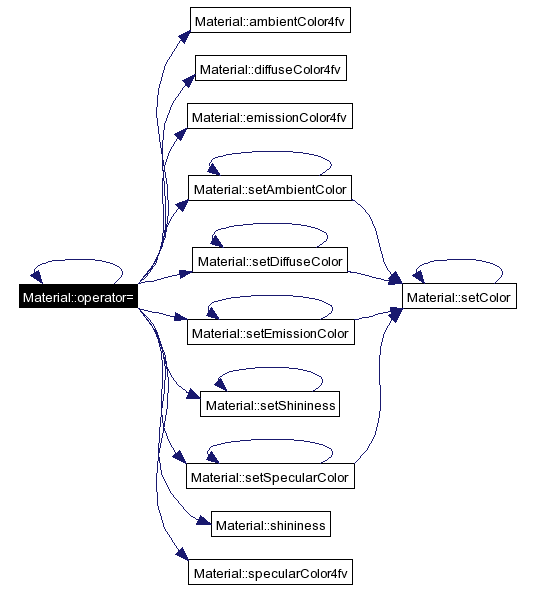 Material::ambientColor4fv
Material::diffuseColor4fv
Material::emissionColor4fv
Material::setAmbientColor
Material::setDiffuseColor
Material::operator=
Material::setColor
Material::setEmissionColor
Material::setShininess
Material::setSpecularColor
Material::shininess
Material::specularColor4fv